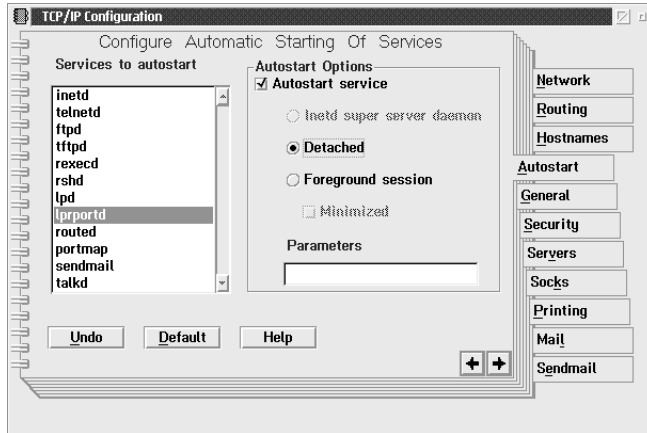 TCP/IP Configuration
Configure Automatic Starting Of Services
Services to autostart
inetd
telnetd
ftpd
tftpd
rexecd
rshd
lpd
lprportd
routed
portmap
sendmail
talkd
Autostart Options
Autostart service
Inetd super server daemon
Detached
Foreground session
Minimized
Parameters
Undo
Default
Help
Network
Routing
Hostnames
Autostart
General
Security
Servers
Socks
Printing
Mail
Sendmail